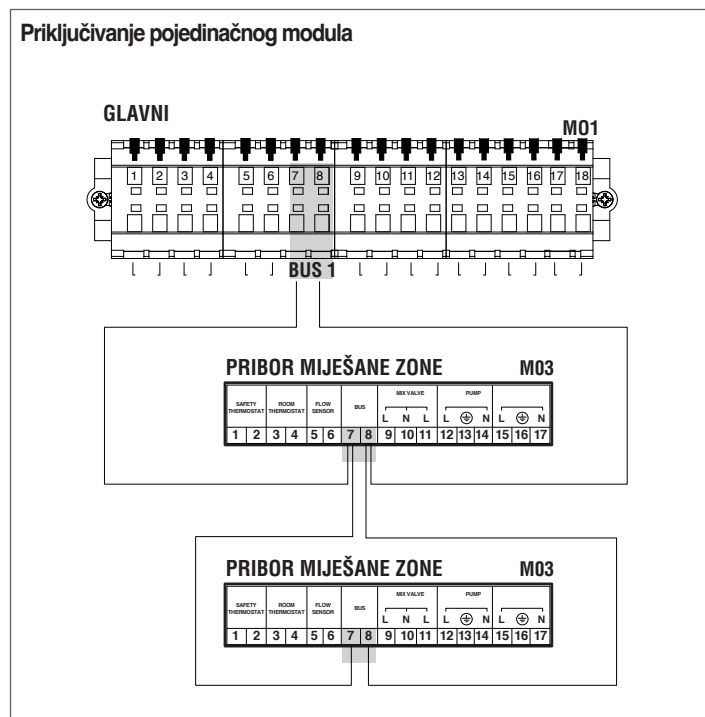 Priključivanje pojedinačnog modula
GLAVNI
M01
1 2 3 4 5 6 7 8 9 10 11 12 13 14 15 16 17 18
BUS 1
PRIBOR MIJEŠANE ZONE M03
SAFETY THERMOSTAT ROOM THERMOSTAT FLOW SENSOR BUS MIX VALVE PUMP
L N L L N L N
1 2 3 4 5 6 7 8 9 10 11 12 13 14 15 16 17
PRIBOR MIJEŠANE ZONE M03
SAFETY THERMOSTAT ROOM THERMOSTAT FLOW SENSOR BUS MIX VALVE PUMP
L N L L N L N
1 2 3 4 5 6 7 8 9 10 11 12 13 14 15 16 17